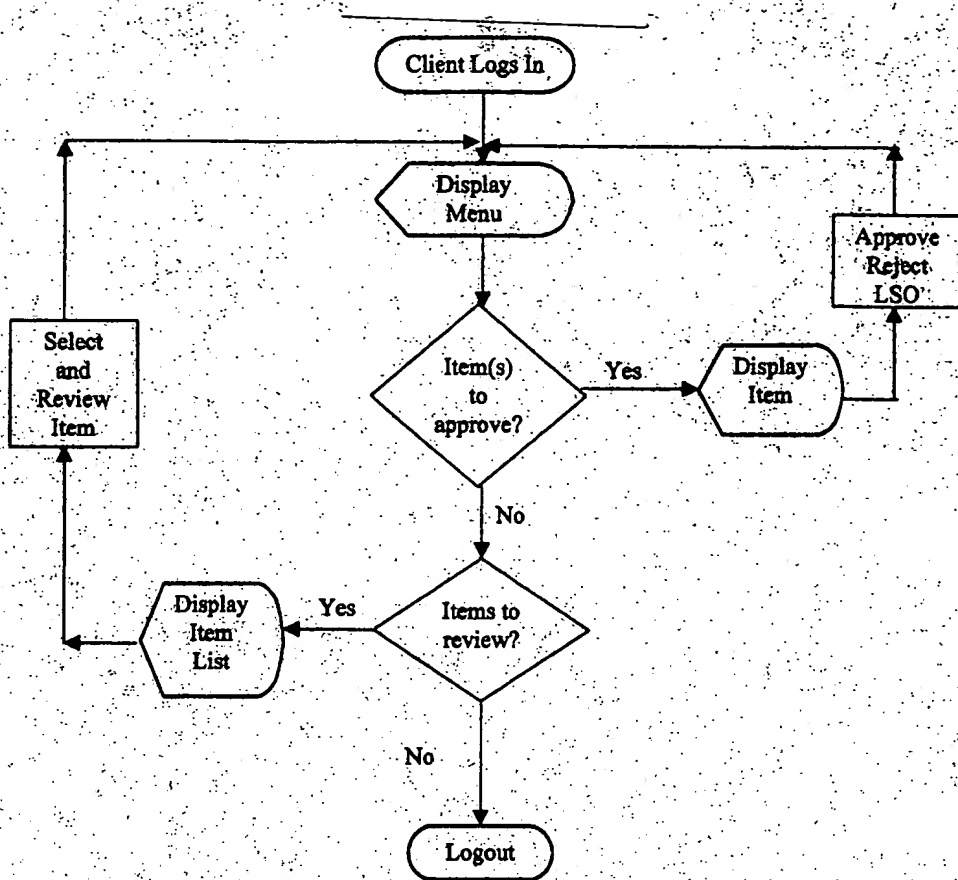 Client Logs In
Display
Menu
Approve
Reject
LSO
Select
and
Review
Item
Item(s)
to
approve?
Yes
Display
Item
No
Display
Item
List
Yes
Items to
review?
No
Logout